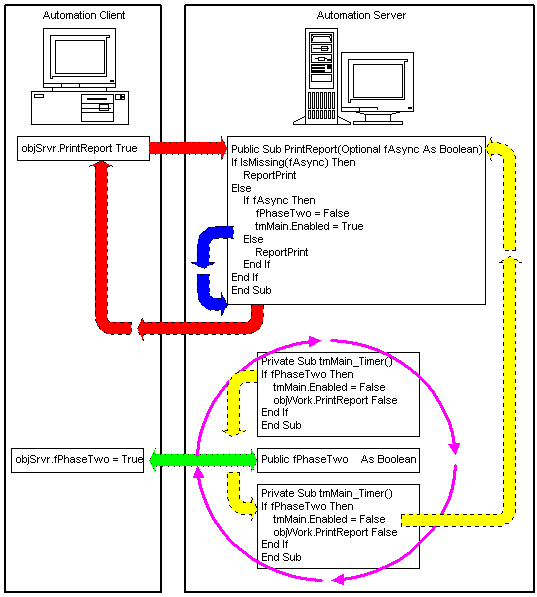 Automation Client
Automation Server
objSrvr.PrintReport True
Public Sub PrintReport(Optional fAsync As Boolean)
If IsMissing(fAsync) Then
ReportPrint
Else
If fAsync Then
fPhaseTwo = False
tmMain.Enabled = True
Else
ReportPrint
End If
End If
End Sub
Private Sub tmMain_Timer()
If fPhaseTwo Then
tmMain.Enabled = False
objWork.PrintReport False
End If
End Sub
objSrvr.fPhaseTwo = True
Public fPhaseTwo As Boolean
Private Sub tmMain_Timer()
If fPhaseTwo Then
tmMain.Enabled = False
objWork.PrintReport False
End If
End Sub